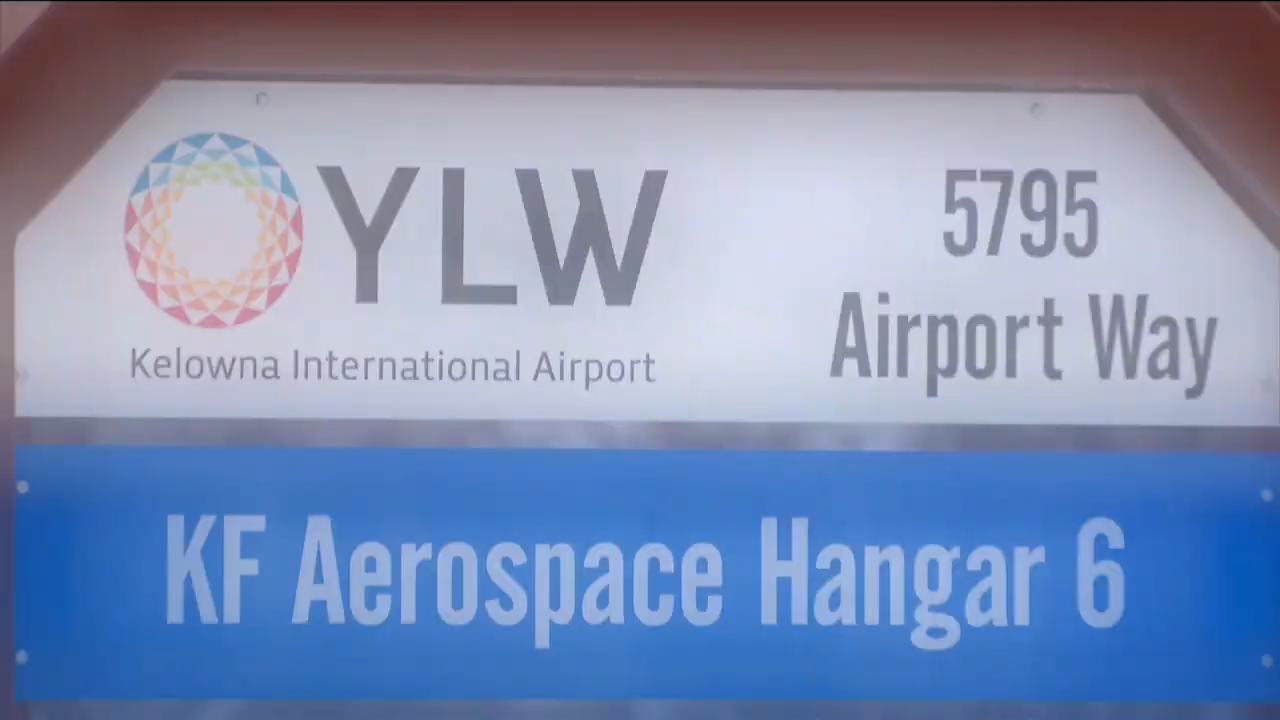 YLW
Kelowna International Airport
5795
Airport Way
KF Aerospace Hangar 6